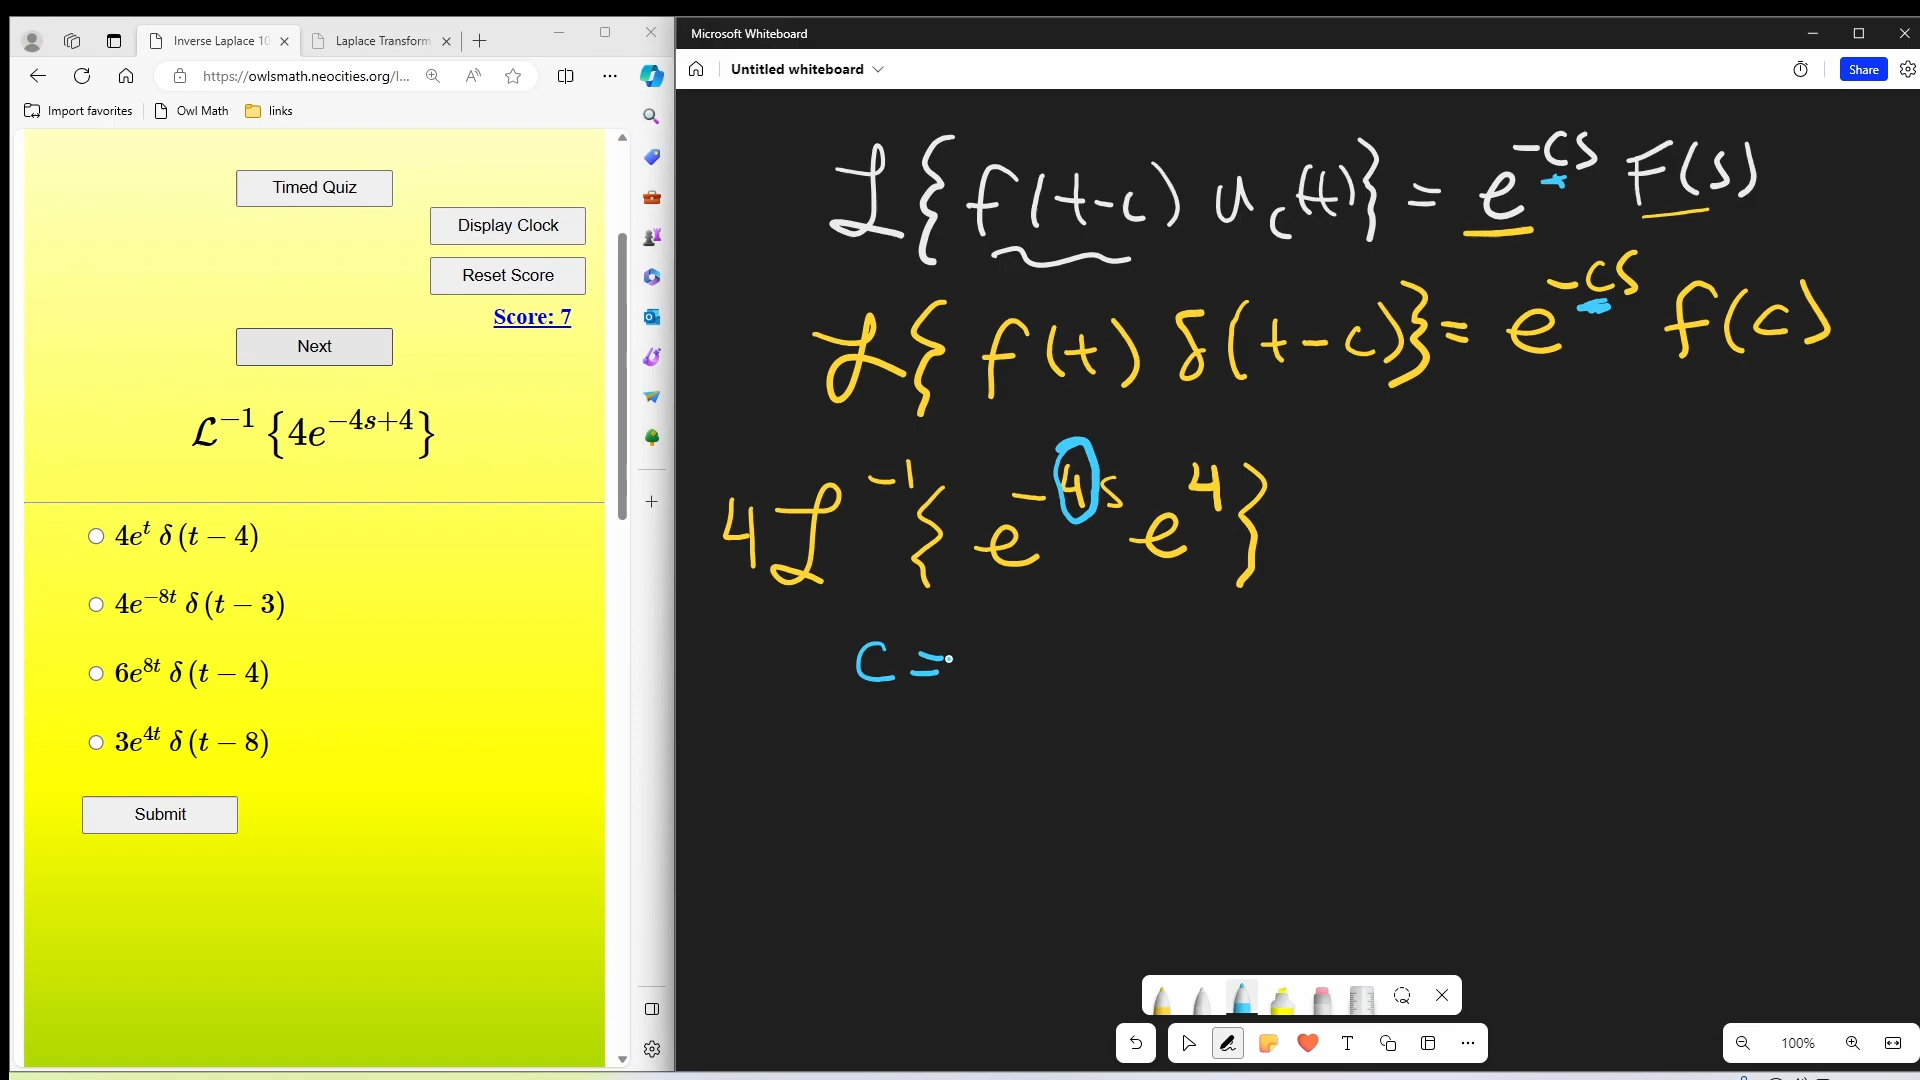 Inverse Laplace 10
Laplace Transform
https://owlsmath.neocities.org/l...
Import favorites
Owl Math
links
Timed Quiz
Display Clock
Reset Score
Score: 7
Next
ℒ⁻¹ {4e^{−4s+4}}
4e^t δ(t − 4)
4e^{−8t} δ(t − 3)
6e^{8t} δ(t − 4)
3e^{4t} δ(t − 8)
Submit
Microsoft Whiteboard
Untitled whiteboard
Share
ℒ{f(t-c) u_c(t)} = e^{-cs} F(s)
ℒ{f(t) δ(t-c)} = e^{-cs} f(c)
4ℒ^{-1}{e^{-4s} e^4}
c =
100%